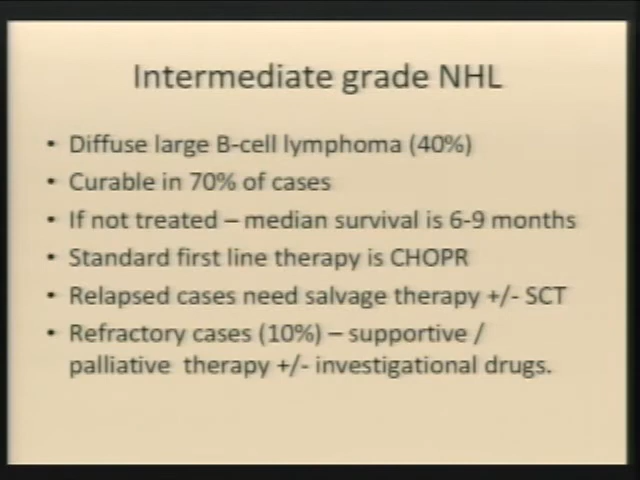 Intermediate grade NHL
• Diffuse large B-cell lymphoma (40%)
• Curable in 70% of cases
• If not treated – median survival is 6-9 months
• Standard first line therapy is CHOPR
• Relapsed cases need salvage therapy +/- SCT
• Refractory cases (10%) – supportive /
palliative therapy +/- investigational drugs.